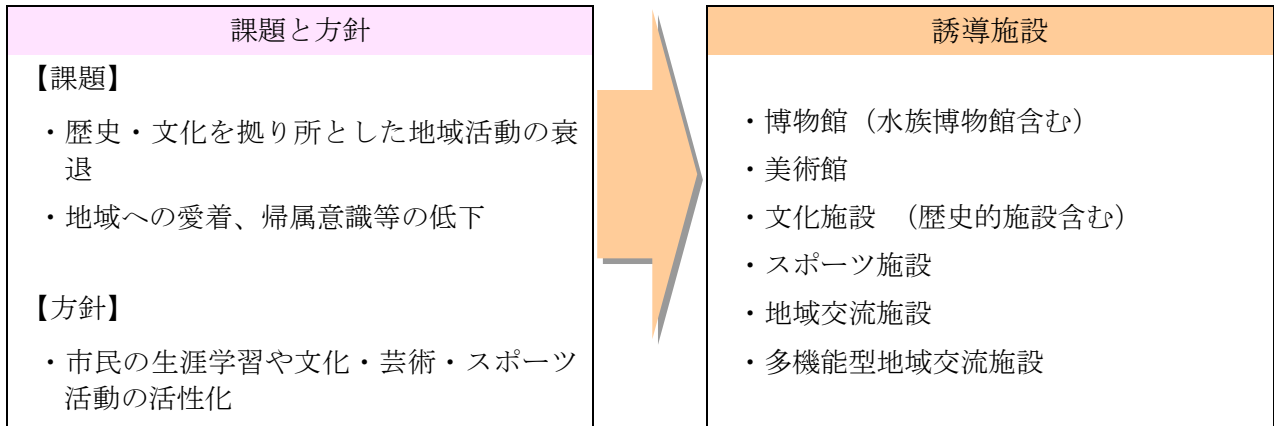 課題と方針
【課題】
・歴史・文化を拠り所とした地域活動の衰
退
・地域への愛着、帰属意識等の低下
【方針】
・市民の生涯学習や文化・芸術・スポーツ
活動の活性化
誘導施設
・博物館（水族博物館含む）
・美術館
・文化施設　（歴史的施設含む）
・スポーツ施設
・地域交流施設
・多機能型地域交流施設